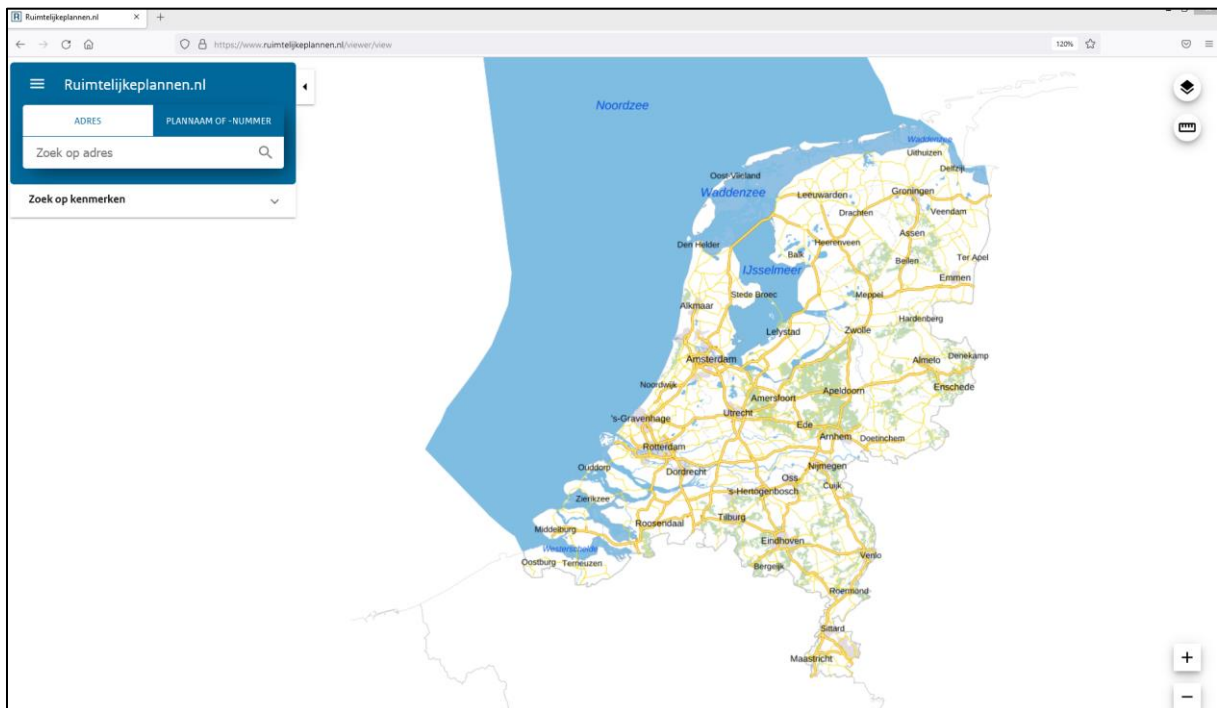 Ruimtelijkeplannen.nl
https://www.ruimtelijkeplannen.nl/viewer/view
120%
Ruimtelijkeplannen.nl
ADRES PLANNAAM OF -NUMMER
Zoek op adres
Zoek op kenmerken
Noordzee
Waddenzee
Uithuizen
Delfzijl
Oost-Vlieland
Waddenzee
Leeuwarden
Groningen
Drachten
Veendam
Assen
Den Helder
Heerenveen
Balk
Beilen
Ter Apel
IJsselmeer
Emmen
Stede Broec
Meppel
Alkmaar
Hardenberg
Lelystad
Zwolle
Amsterdam
Almelo
Denekamp
Noordwijk
Apeldoorn
Enschede
Amersfoort
's-Gravenhage
Utrecht
Ede
Arnhem
Doetinchem
Rotterdam
Ouddorp
Dordrecht
Nijmegen
Oss
Cuijk
's-Hertogenbosch
Zierikzee
Roosendaal
Tilburg
Middelburg
Eindhoven
Westerschelde
Venlo
Oostburg
Terneuzen
Bergeijk
Roermond
Sittard
Maastricht